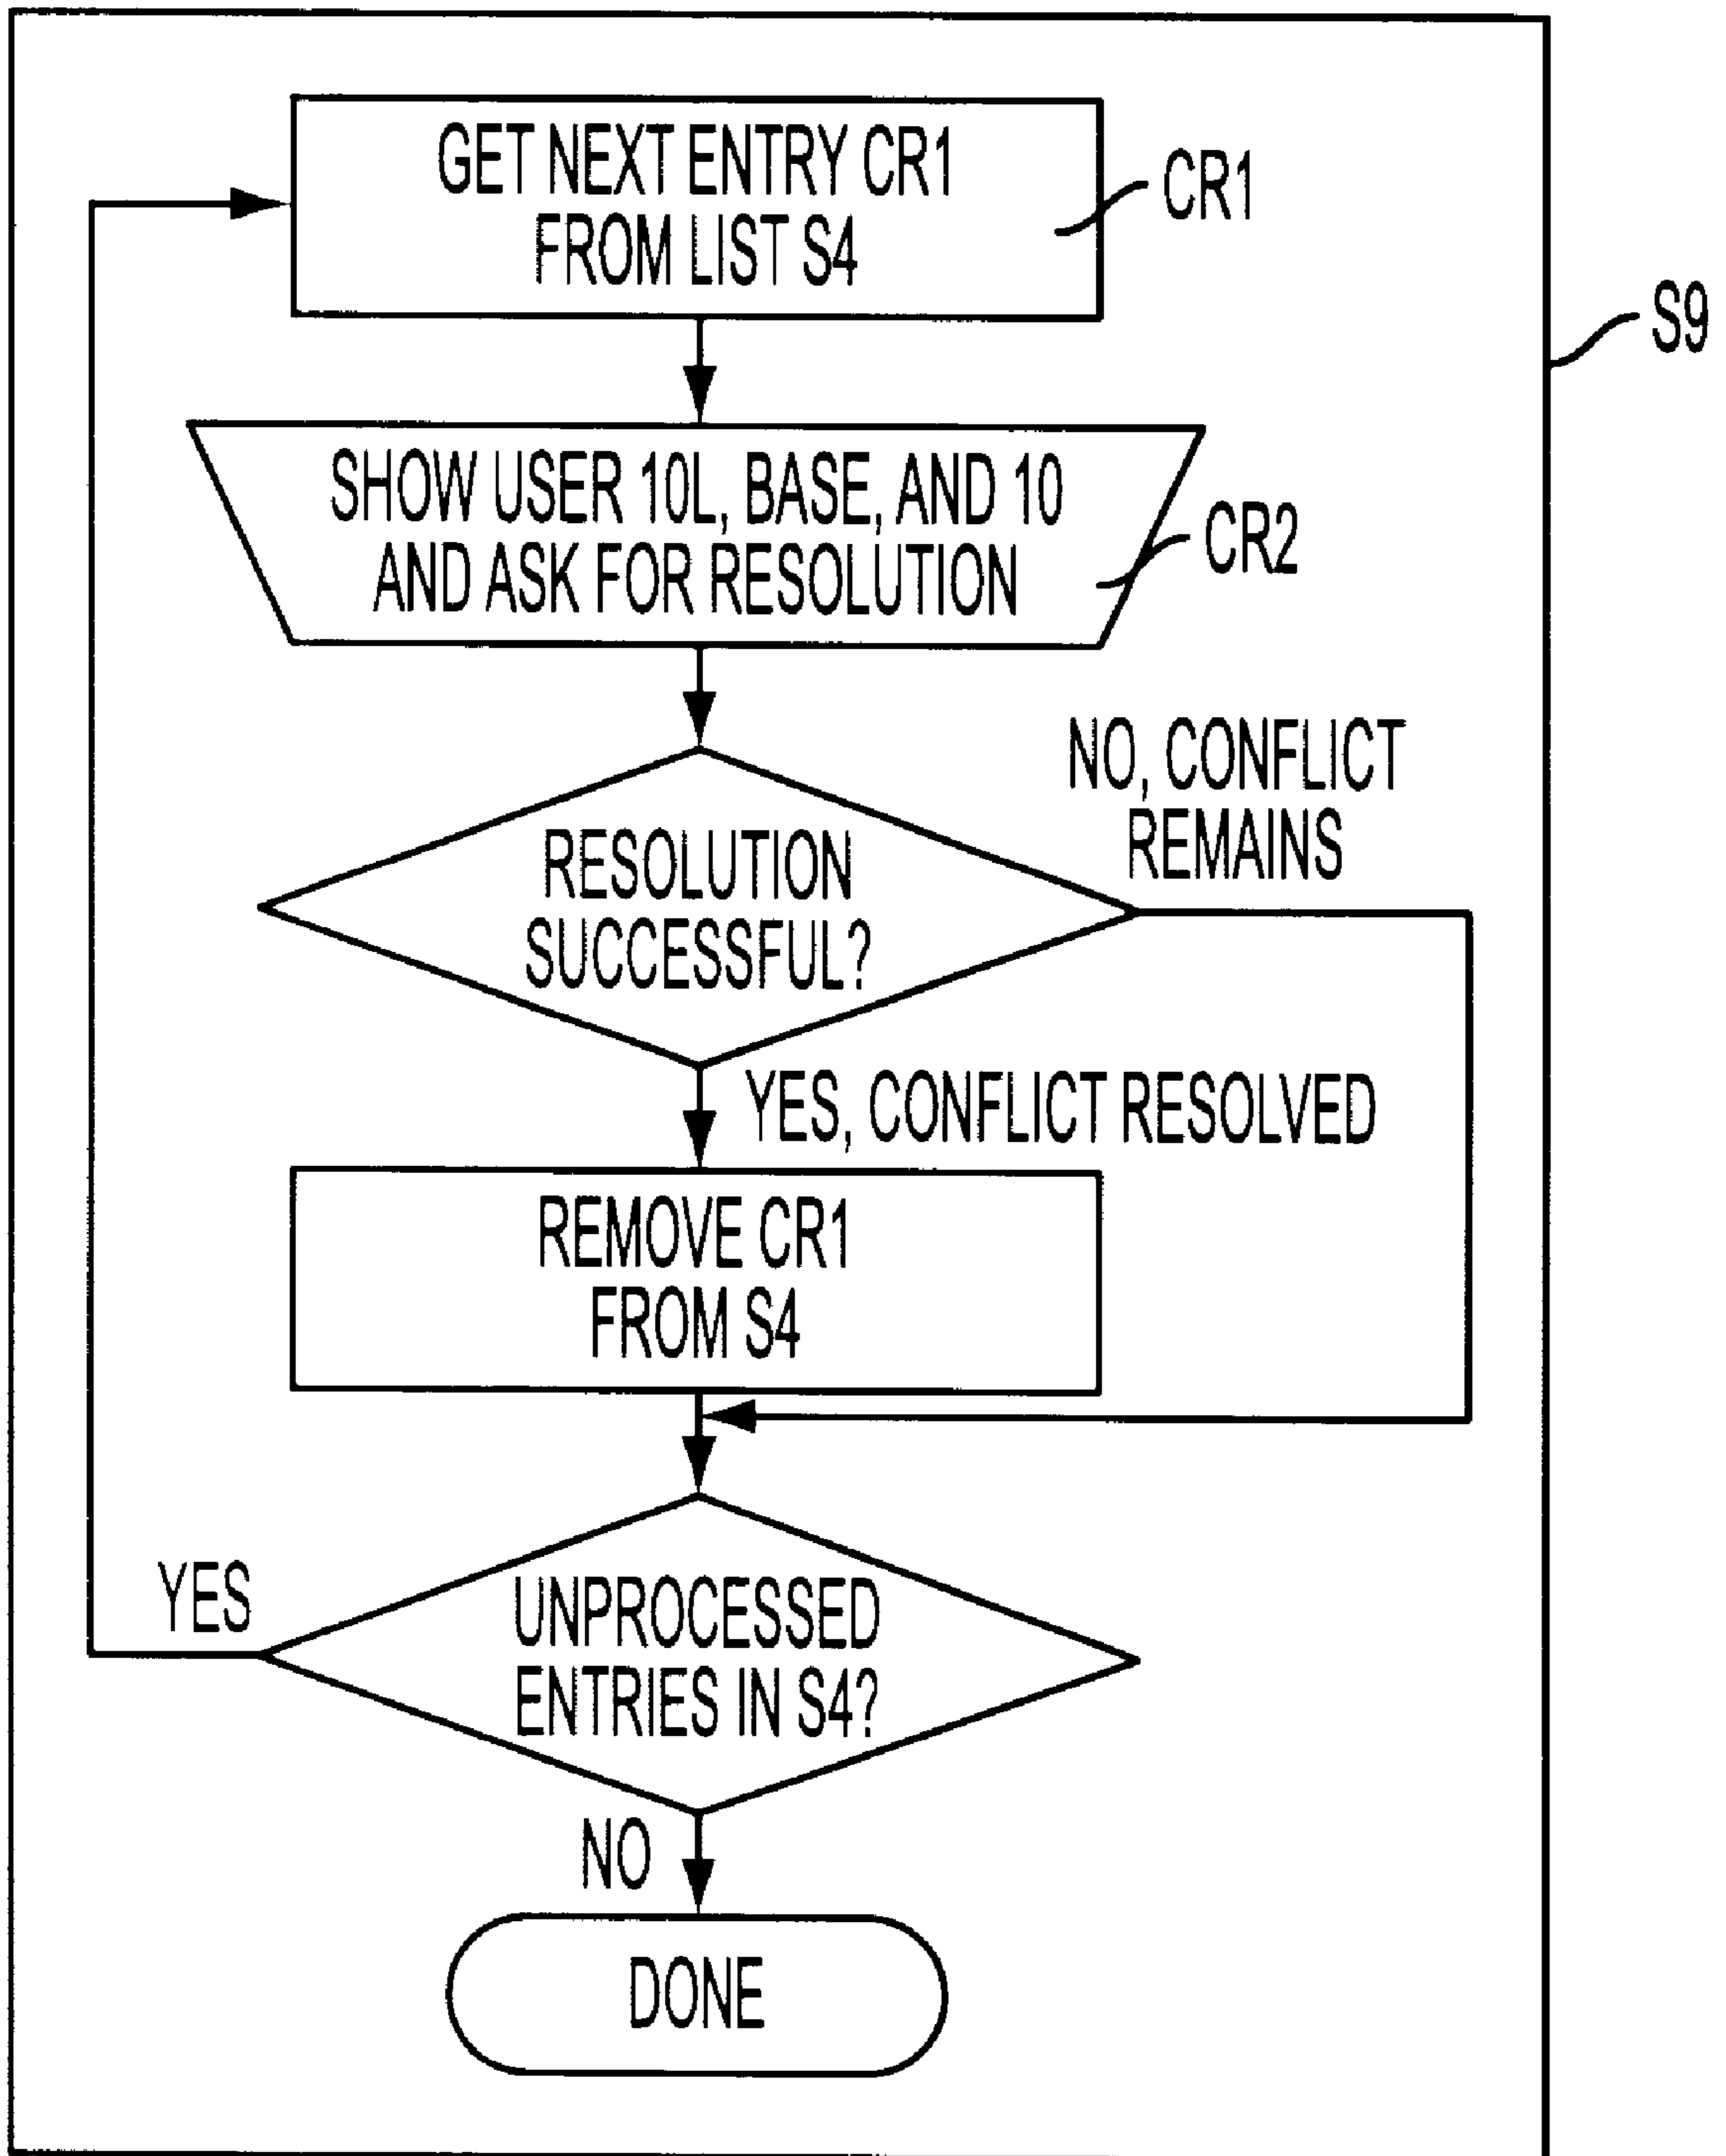 GET NEXT ENTRY CR1
FROM LIST S4
CR1
S9
SHOW USER 10L, BASE, AND 10
AND ASK FOR RESOLUTION
CR2
NO, CONFLICT
REMAINS
RESOLUTION
SUCCESSFUL?
YES, CONFLICT RESOLVED
REMOVE CR1
FROM S4
YES
UNPROCESSED
ENTRIES IN S4?
NO
DONE